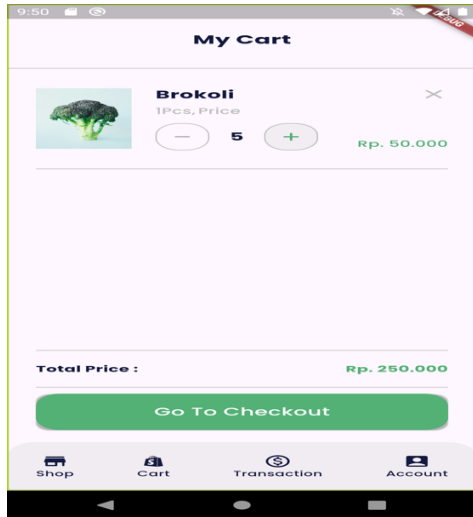 9:50
DEBUG
My Cart
Brokoli
1Pcs, Price
5
Rp. 50.000
Total Price :
Rp. 250.000
Go To Checkout
Shop
Cart
Transaction
Account